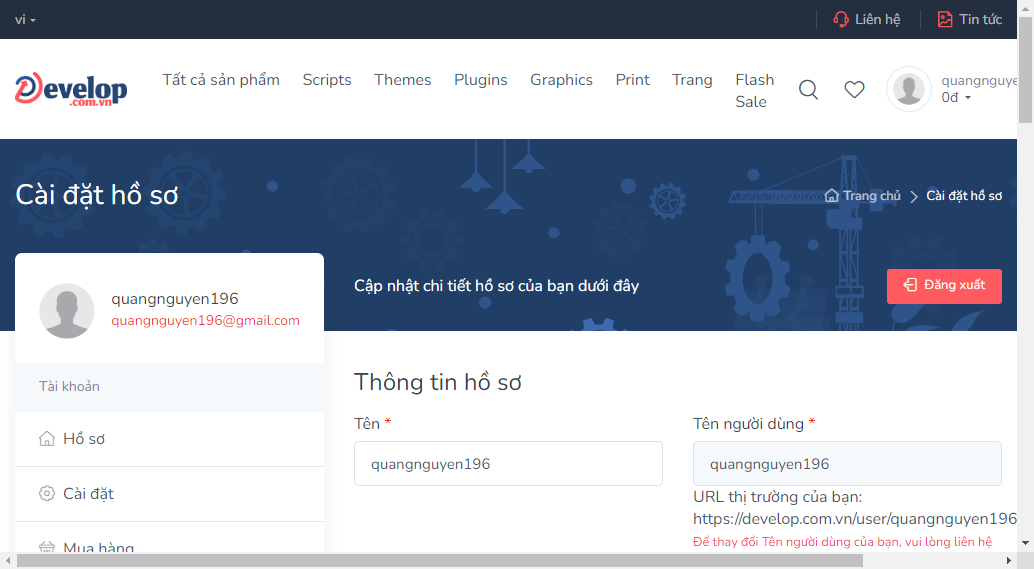 vi
Liên hệ
Tin tức
Develop
.com.vn
Tất cả sản phẩm
Scripts
Themes
Plugins
Graphics
Print
Trang
Flash
Sale
quangnguye
0đ
Cài đặt hồ sơ
Trang chủ
Cài đặt hồ sơ
quangnguyen196
quangnguyen196@gmail.com
Cập nhật chi tiết hồ sơ của bạn dưới đây
Đăng xuất
Tài khoản
Hồ sơ
Cài đặt
Mua hàng
Thông tin hồ sơ
Tên *
quangnguyen196
Tên người dùng *
quangnguyen196
URL thị trường của bạn:
https://develop.com.vn/user/quangnguyen196
Để thay đổi Tên người dùng của bạn, vui lòng liên hệ